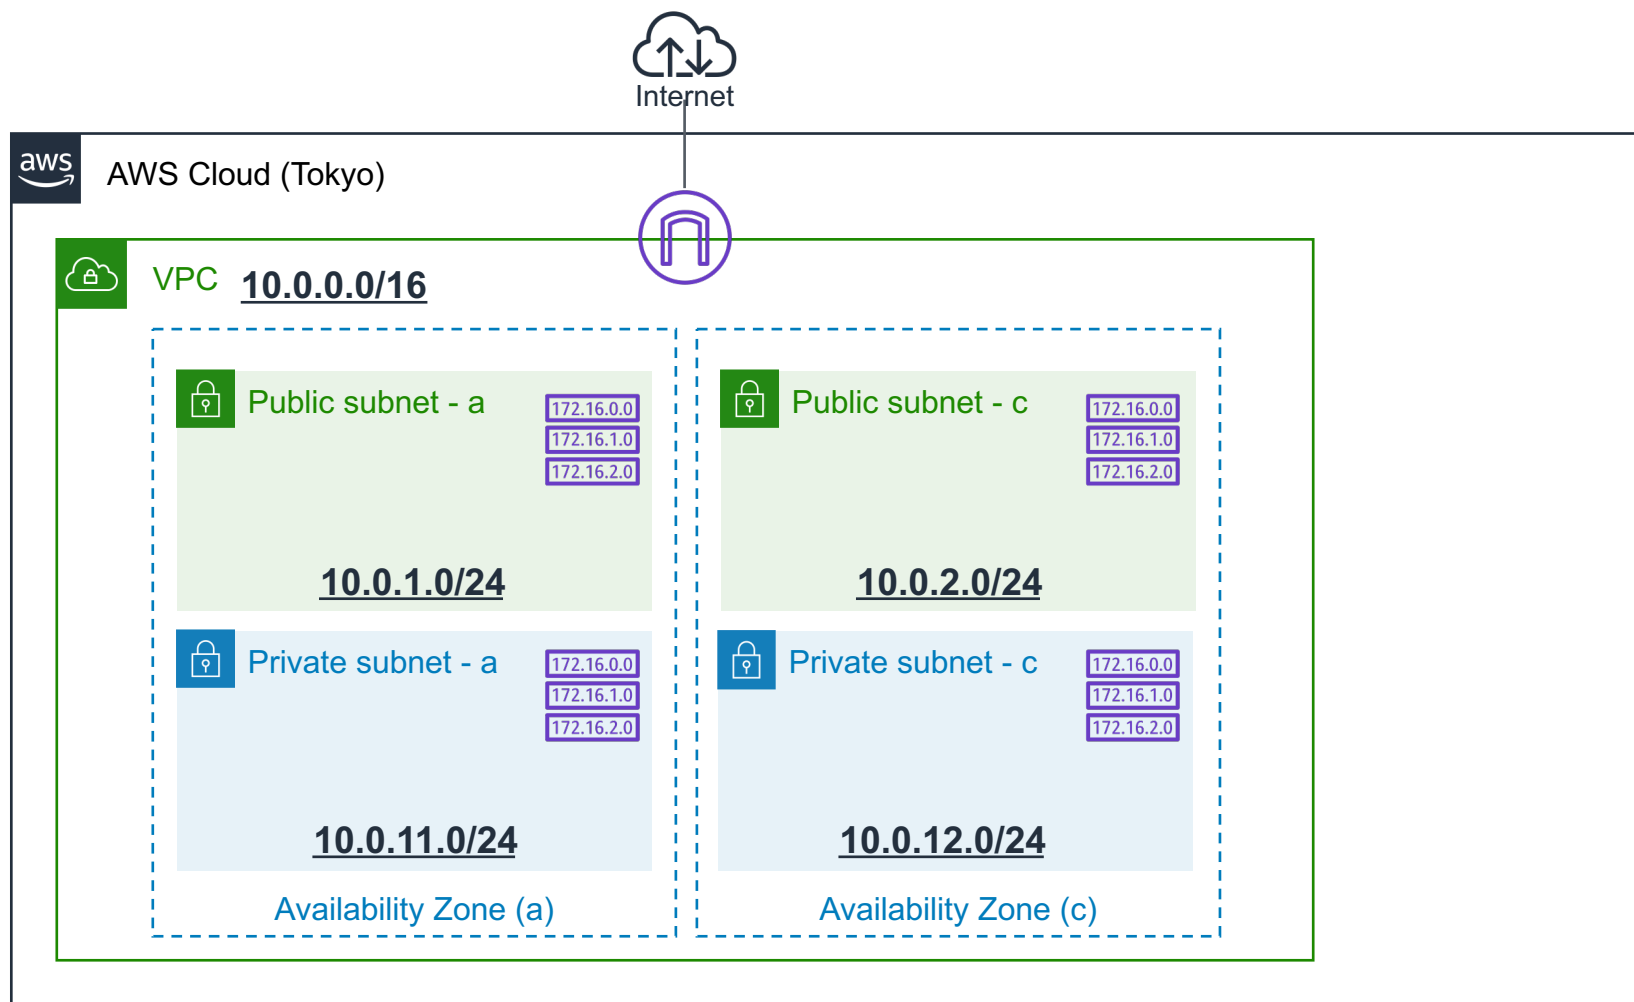 Internet
aws
AWS Cloud (Tokyo)
VPC 10.0.0.0/16
Public subnet - a
172.16.0.0
172.16.1.0
172.16.2.0
10.0.1.0/24
Public subnet - c
172.16.0.0
172.16.1.0
172.16.2.0
10.0.2.0/24
Private subnet - a
172.16.0.0
172.16.1.0
172.16.2.0
10.0.11.0/24
Private subnet - c
172.16.0.0
172.16.1.0
172.16.2.0
10.0.12.0/24
Availability Zone (a)
Availability Zone (c)